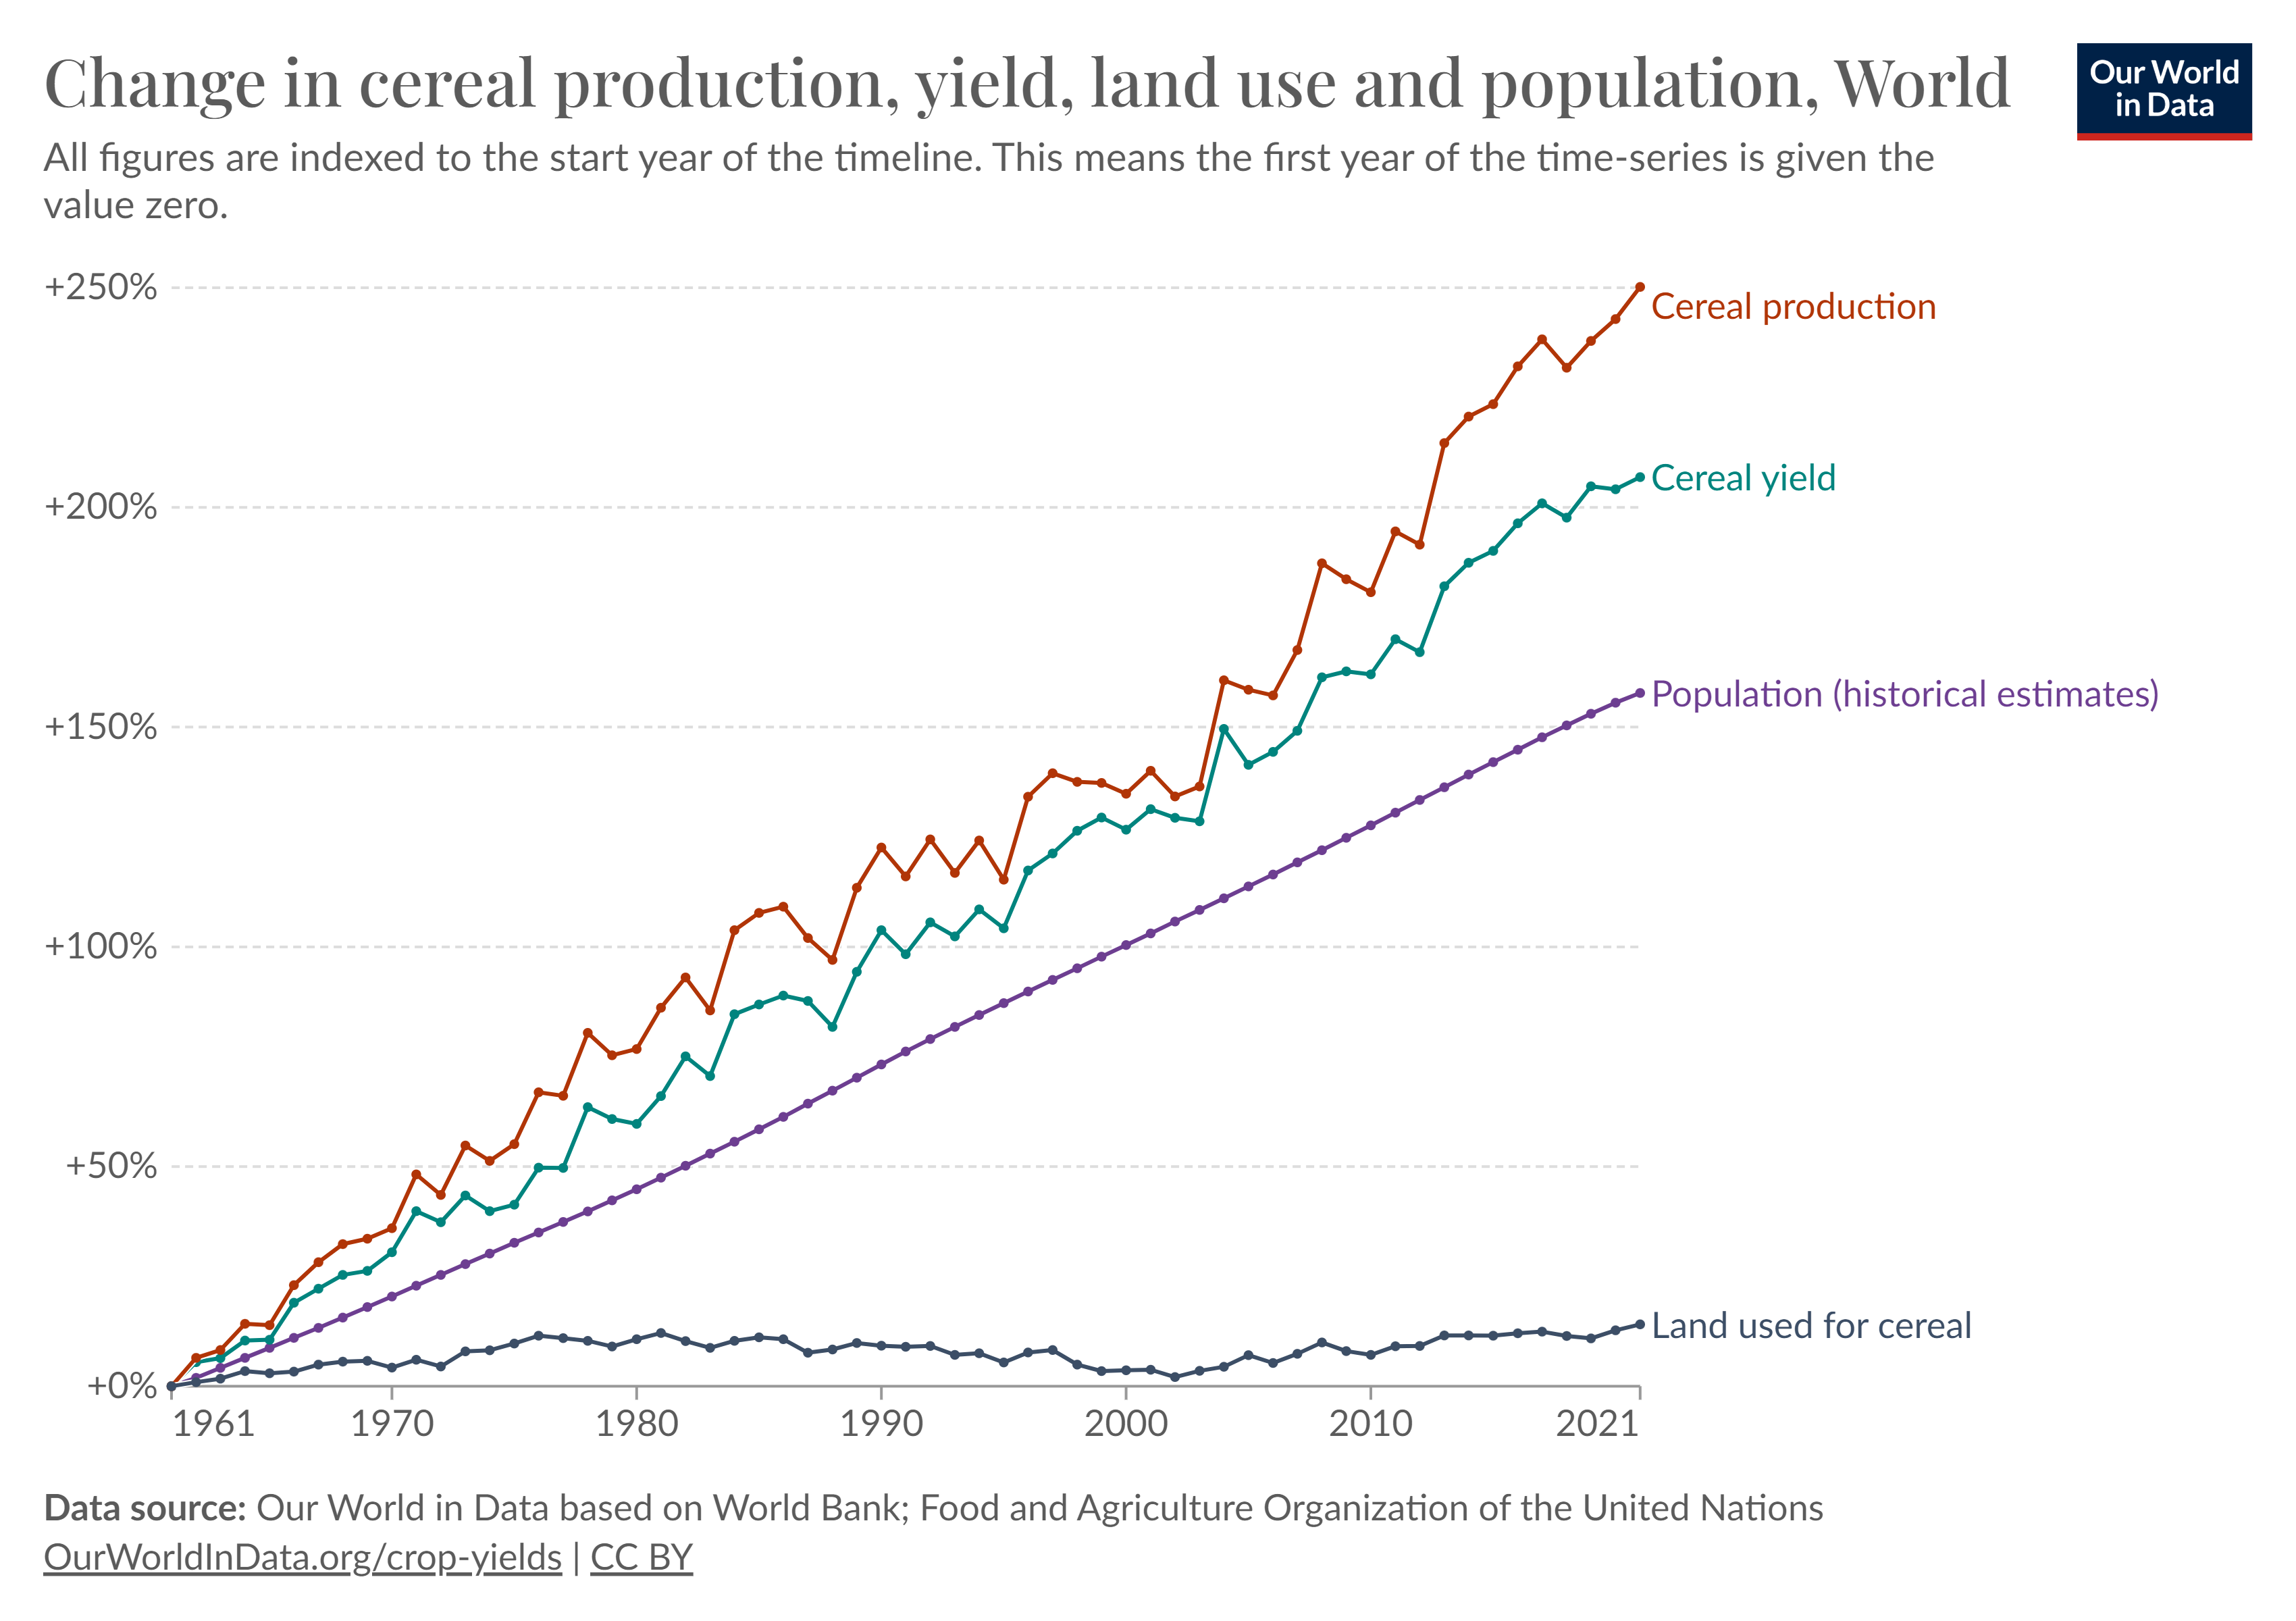 Change in cereal production, yield, land use and population, World
Our World
in Data
All figures are indexed to the start year of the timeline. This means the first year of the time-series is given the
value zero.
+250%
Cereal production
+200%
Cereal yield
+150%
Population (historical estimates)
+100%
+50%
Land used for cereal
+0%
1961 1970 1980 1990 2000 2010 2021
Data source: Our World in Data based on World Bank; Food and Agriculture Organization of the United Nations
OurWorldInData.org/crop-yields | CC BY